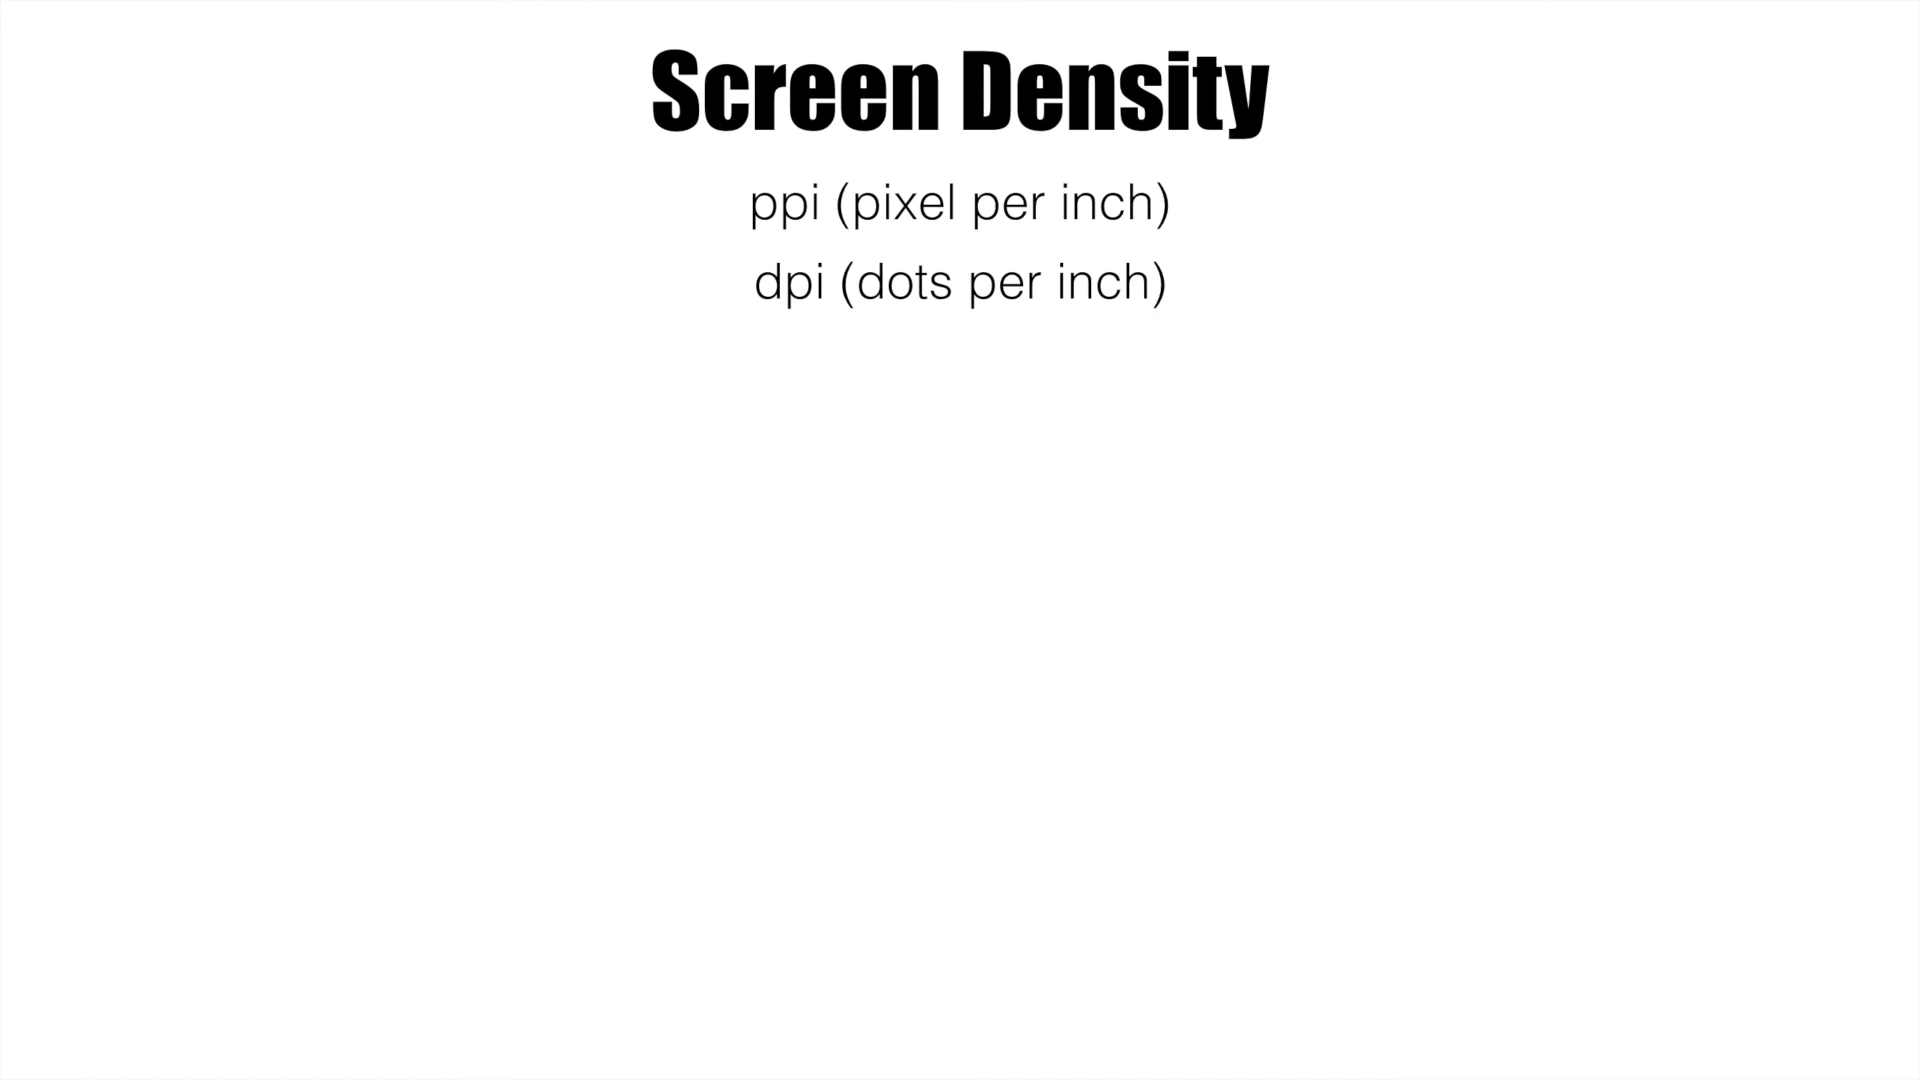 Screen Density
ppi (pixel per inch)
dpi (dots per inch)